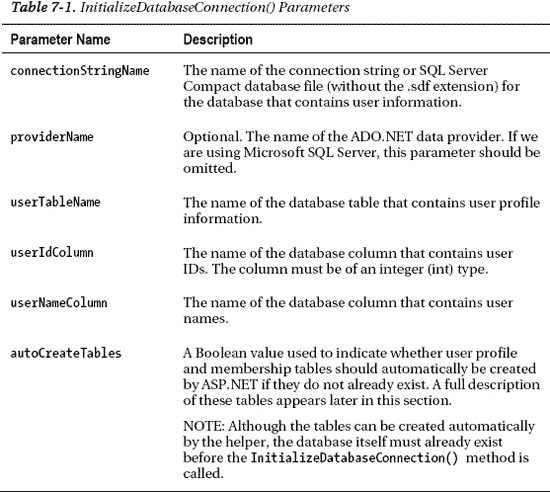 Table 7-1. InitializeDatabaseConnection() Parameters
Parameter Name Description
connectionStringName The name of the connection string or SQL Server
Compact database file (without the .sdf extension) for
the database that contains user information.
providerName Optional. The name of the ADO.NET data provider. If we
are using Microsoft SQL Server, this parameter should be
omitted.
userTableName The name of the database table that contains user profile
information.
userIdColumn The name of the database column that contains user
IDs. The column must be of an integer (int) type.
userNameColumn The name of the database column that contains user
names.
autoCreateTables A Boolean value used to indicate whether user profile
and membership tables should automatically be created
by ASP.NET if they do not already exist. A full description
of these tables appears later in this section.
NOTE: Although the tables can be created automatically
by the helper, the database itself must already exist
before the InitializeDatabaseConnection() method is
called.